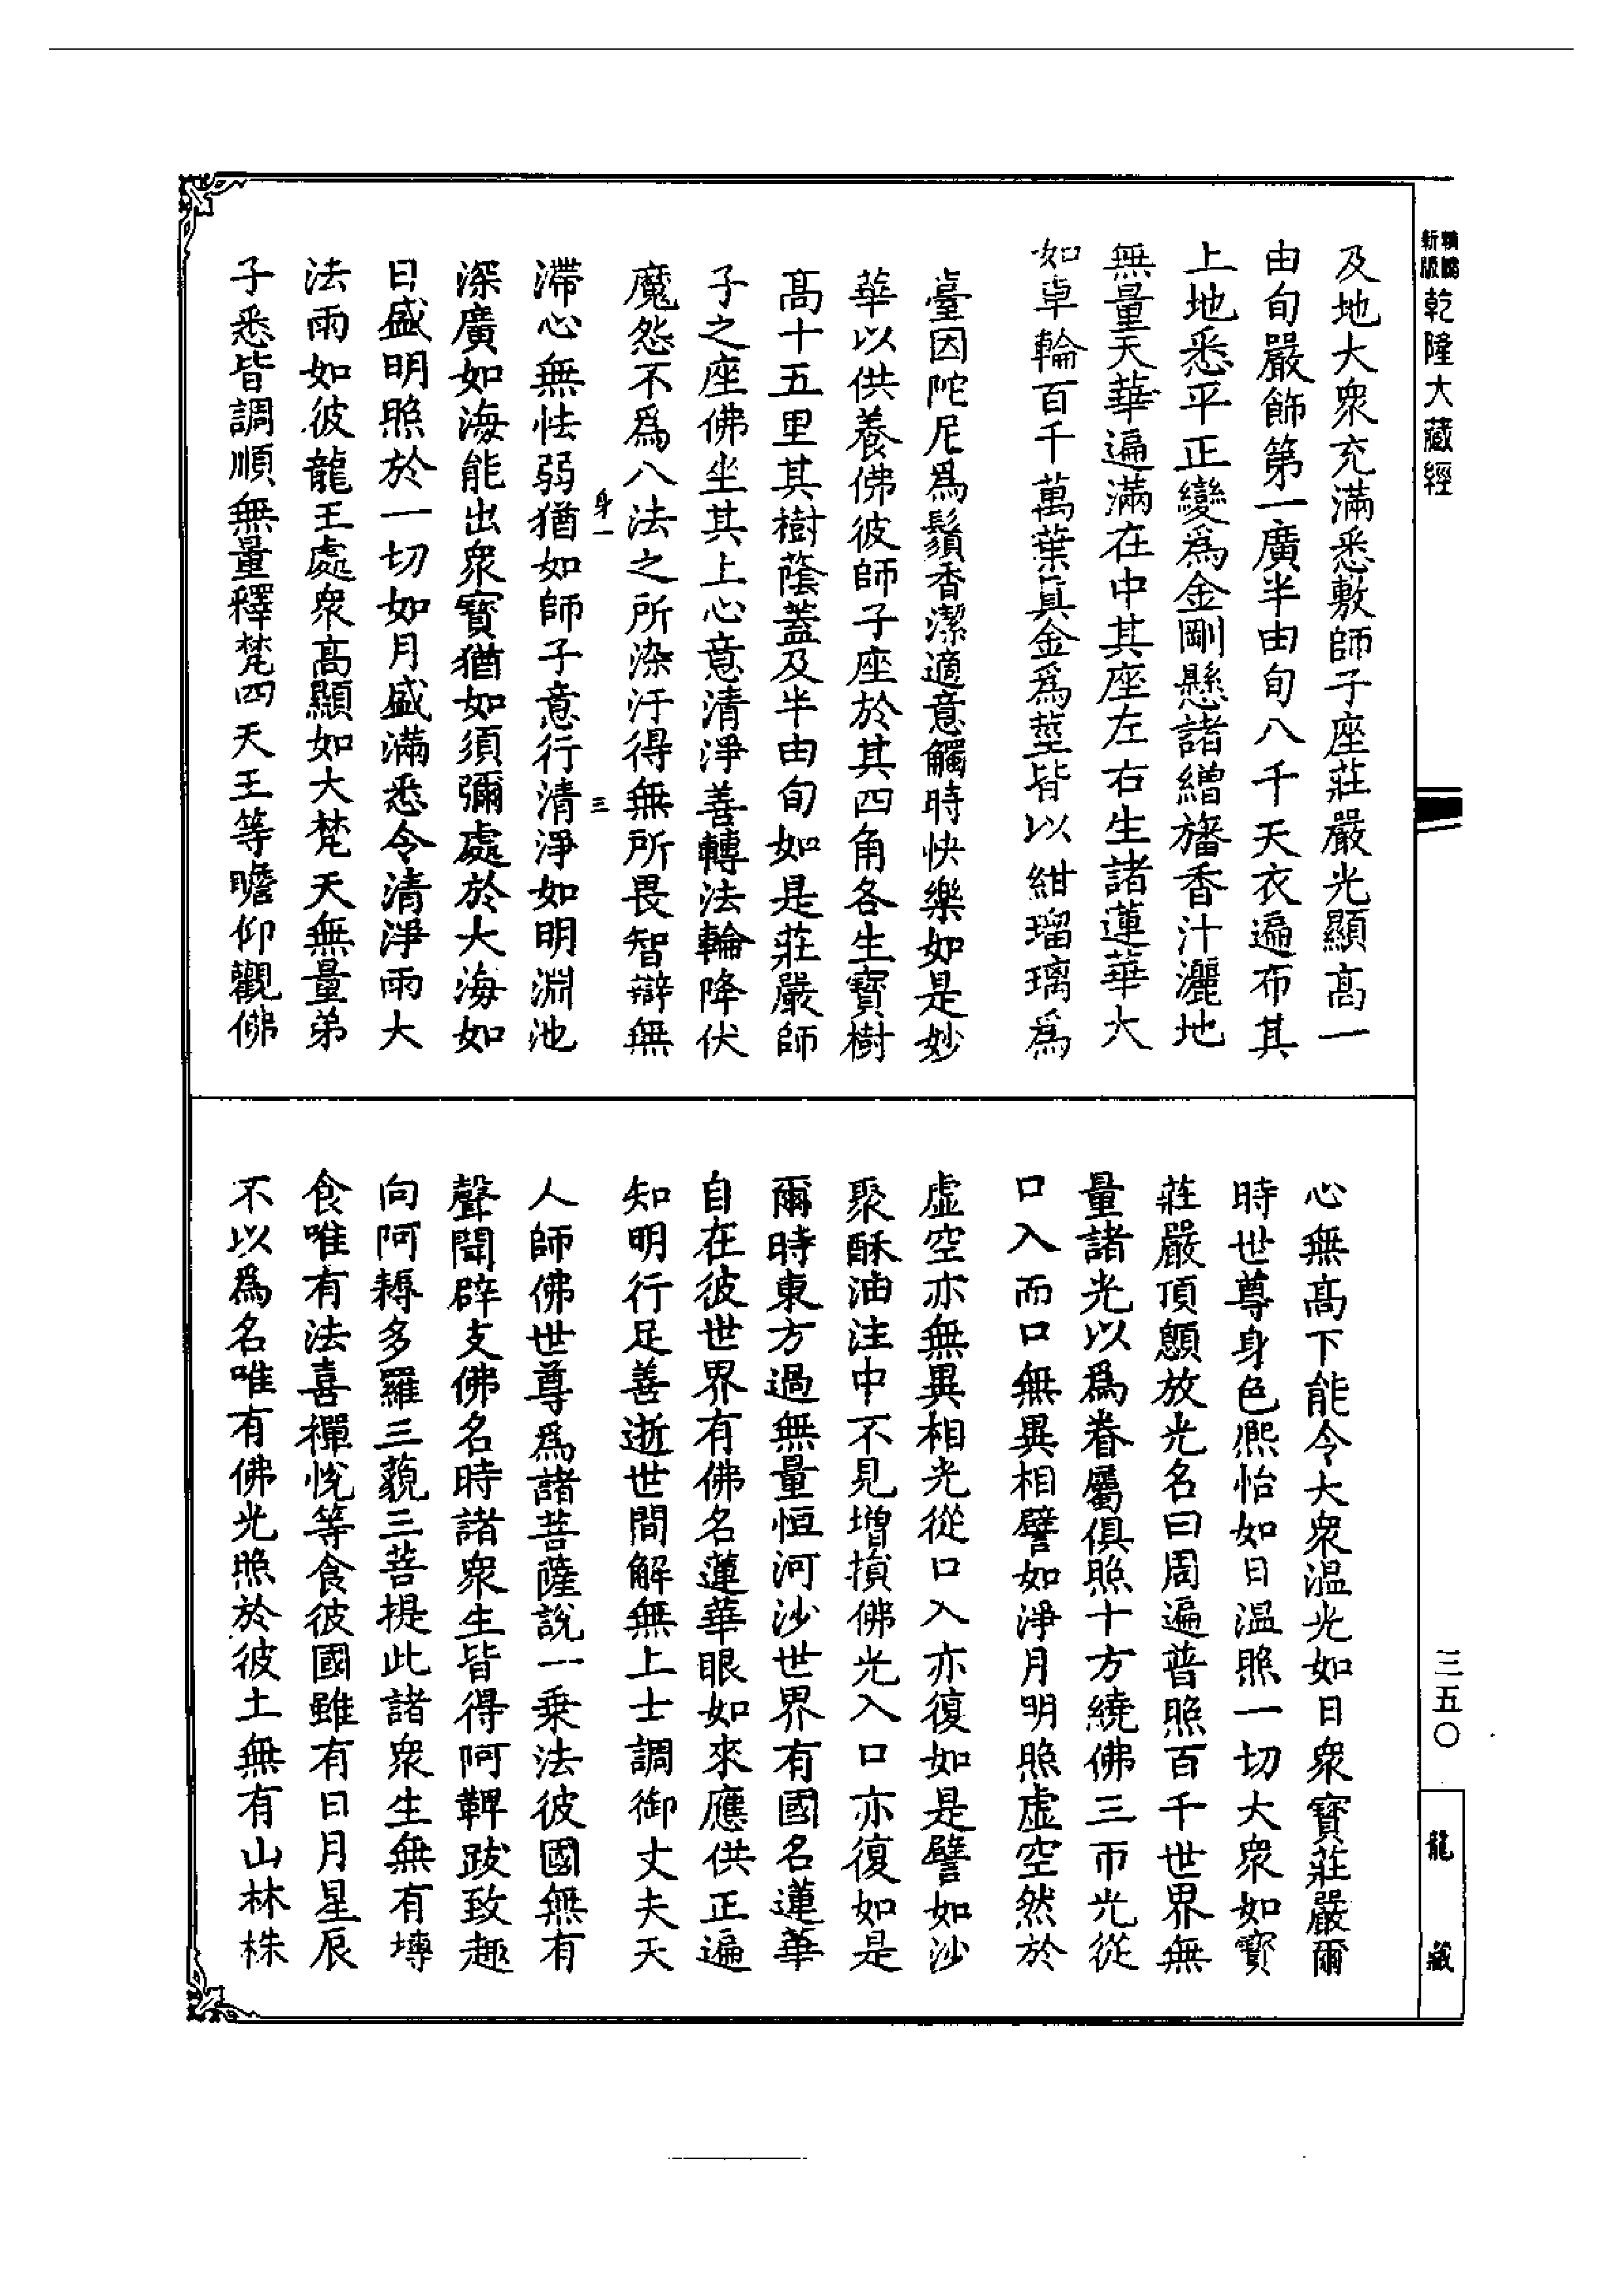 新版
乾隆大藏經
及地大衆充滿悉敷師子座莊嚴光顯高一
由旬嚴飾第一廣半由旬八千天衣遍布其
上地悉平正變爲金剛懸諸繒旛香汁灑地
無量天華遍滿在中其座左右生諸蓮華大
如車輪百千萬葉真金爲莖皆以紺瑠璃爲
臺因陀尼爲鬚香潔適意觸時快樂如是妙
華以供養佛彼師子座於其四角各生寶樹
高十五里其樹蔭蓋及半由旬如是莊嚴師
子之座佛坐其上心意清淨善轉法輪降伏
魔怨不爲八法之所染汙得無所畏智辯無
身一
三
滯心無怯弱猶如師子意行清淨如明淵池
深廣如海能出衆寶猶如須彌處於大海如
日盛明照於一切如月盛滿悉令清淨雨大
法雨如彼龍王處衆高顯如大梵天無量弟
子悉皆調順無量釋梵四天王等瞻仰觀佛
心無高下能令大衆温光如日衆寶莊嚴爾
時世尊身色熙怡如日温照一切大衆如寶
莊嚴頂願放光名曰周遍普照百千世界無
量諸光以爲眷屬俱照十方繞佛三帀光從
口入而口無異相譬如淨月明照虛空然於
虛空亦無異相光從口入亦復如是譬如沙
聚酥油注中不見增損佛光入口亦復如是
爾時東方過無量恒河沙世界有國名蓮華
自在彼世界有佛名蓮華眼如來應供正遍
知明行足善逝世間解無上士調御丈夫天
人師佛世尊爲諸菩薩說一乘法彼國無有
聲聞辟支佛名時諸衆生皆得阿鞞跋致趣
向阿耨多羅三藐三菩提此諸衆生無有摶
食唯有法喜禪悅等食彼國雖有日月星辰
不以爲名唯有佛光照於彼土無有山林株
三五〇
龍藏